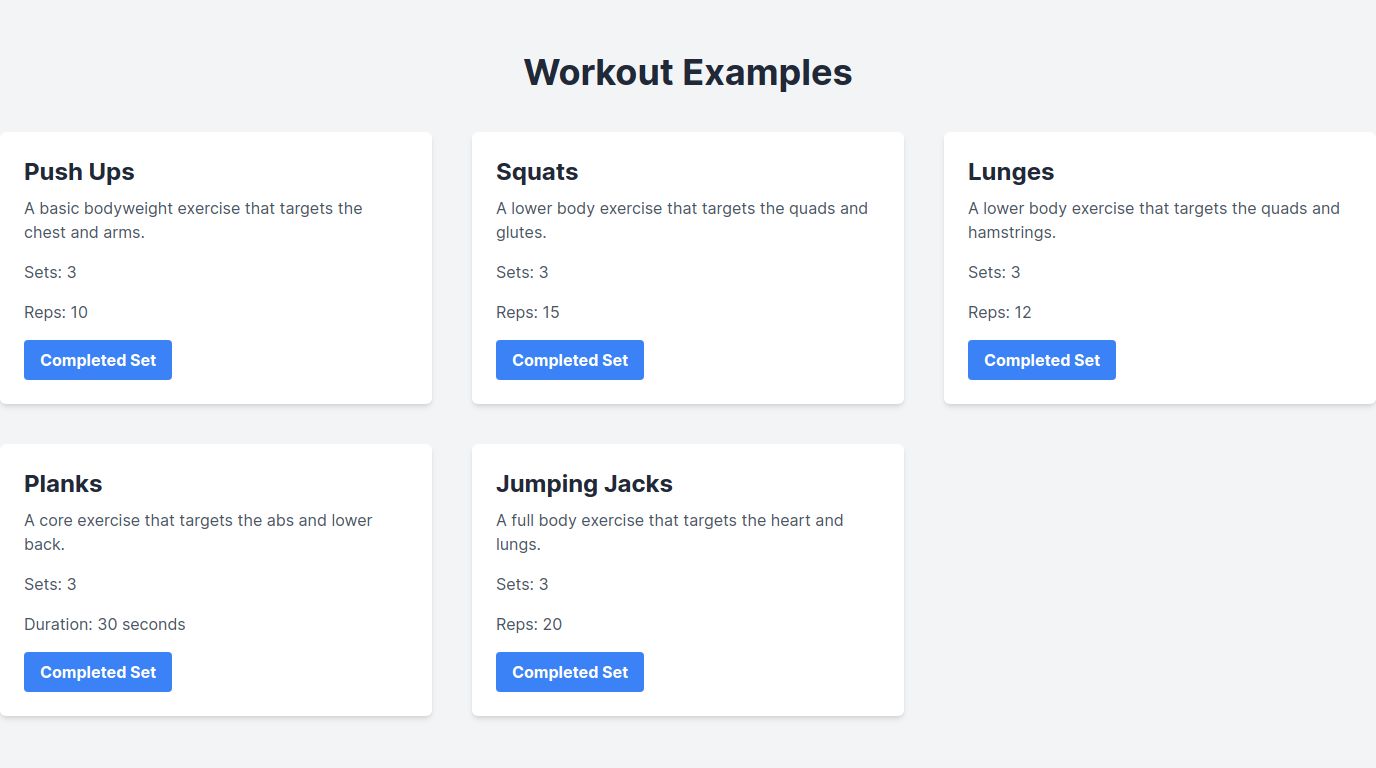 Workout Examples
Push Ups
A basic bodyweight exercise that targets the
chest and arms.
Sets: 3
Reps: 10
Completed Set
Squats
A lower body exercise that targets the quads and
glutes.
Sets: 3
Reps: 15
Completed Set
Lunges
A lower body exercise that targets the quads and
hamstrings.
Sets: 3
Reps: 12
Completed Set
Planks
A core exercise that targets the abs and lower
back.
Sets: 3
Duration: 30 seconds
Completed Set
Jumping Jacks
A full body exercise that targets the heart and
lungs.
Sets: 3
Reps: 20
Completed Set